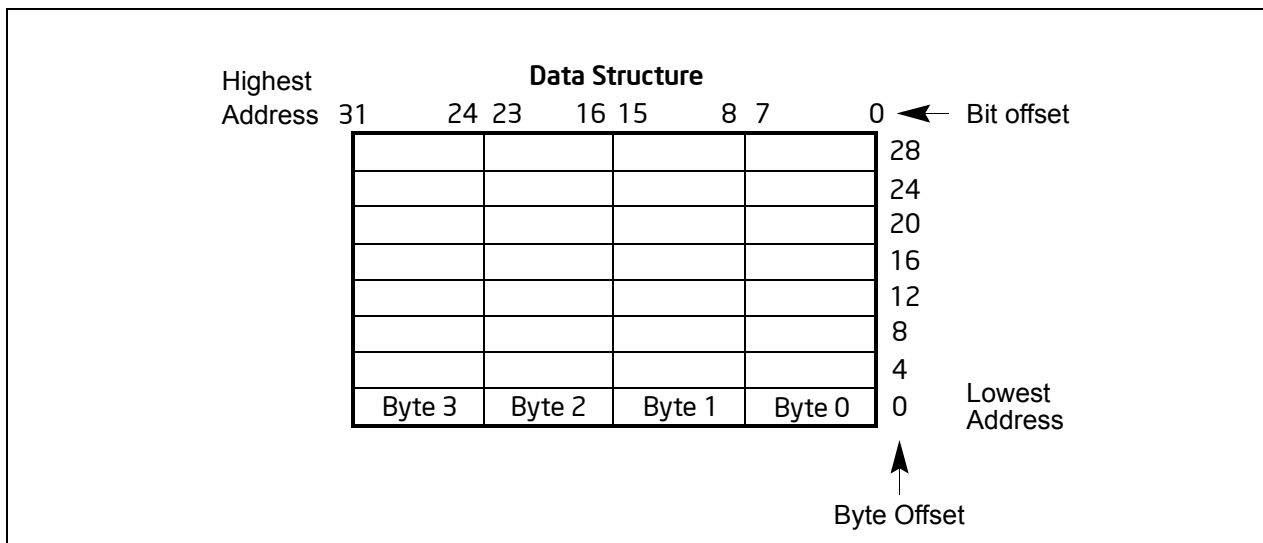 Data Structure
Highest
Address
31 24 23 16 15 8 7 0
Bit offset
28
24
20
16
12
8
4
Byte 3 Byte 2 Byte 1 Byte 0 0
Lowest
Address
Byte Offset